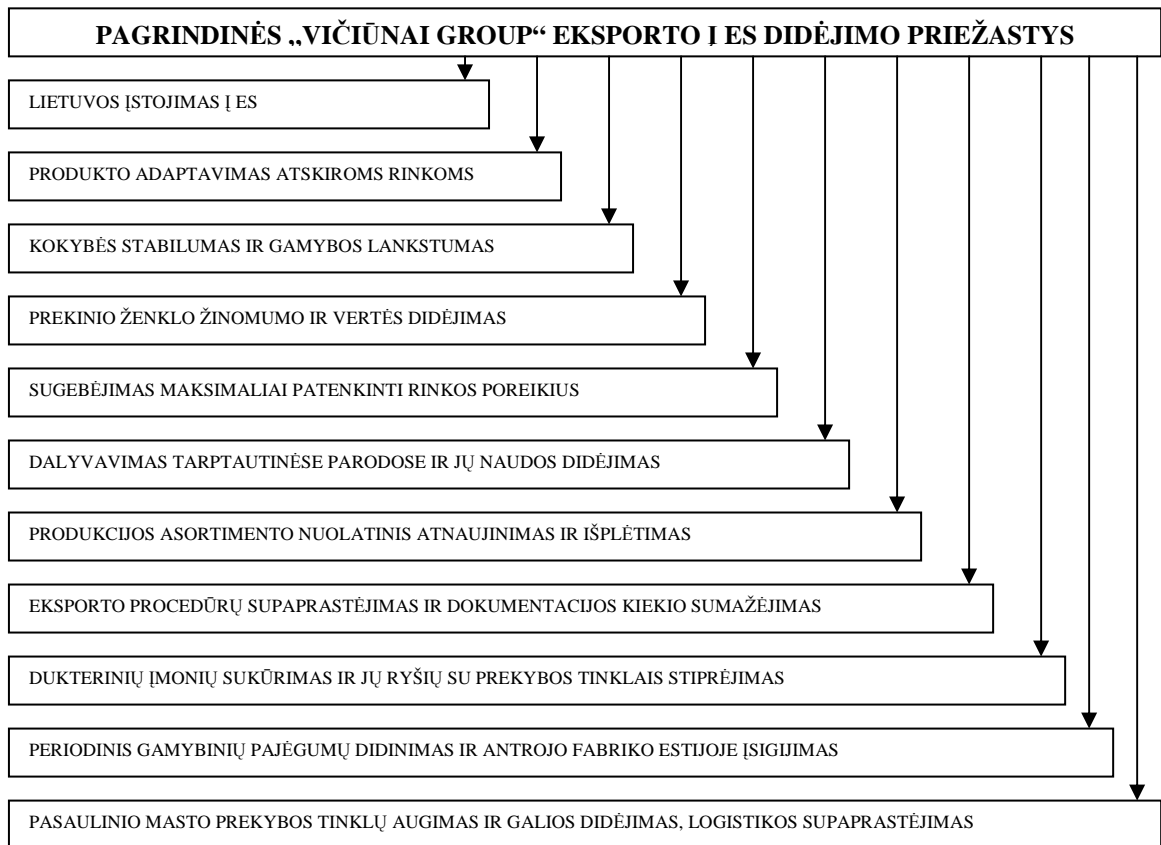 PAGRINDINĖS „VIČIŪNAI GROUP“ EKSPORTO Į ES DIDĖJIMO PRIEŽASTYS
LIETUVOS ĮSTOJIMAS Į ES
PRODUKTO ADAPTAVIMAS ATSKIROMS RINKOMS
KOKYBĖS STABILUMAS IR GAMYBOS LANKSTUMAS
PREKINIO ŽENKLO ŽINOMUMO IR VERTĖS DIDĖJIMAS
SUGEBĖJIMAS MAKSIMALIAI PATENKINTI RINKOS POREIKIUS
DALYVAVIMAS TARPTAUTINĖSE PARODOSE IR JŲ NAUDOS DIDĖJIMAS
PRODUKCIJOS ASORTIMENTO NUOLATINIS ATNAUJINIMAS IR IŠPLĖTIMAS
EKSPORTO PROCEDŪRŲ SUPAPRASTĖJIMAS IR DOKUMENTACIJOS KIEKIO SUMAŽĖJIMAS
DUKTERINIŲ ĮMONIŲ SUKŪRIMAS IR JŲ RYŠIŲ SU PREKYBOS TINKLAIS STIPRĖJIMAS
PERIODINIS GAMYBINIŲ PAJĖGUMŲ DIDINIMAS IR ANTROJO FABRIKO ESTIJOJE ĮSIGIJIMAS
PASAULINIO MASTO PREKYBOS TINKLŲ AUGIMAS IR GALIOS DIDĖJIMAS, LOGISTIKOS SUPAPRASTĖJIMAS